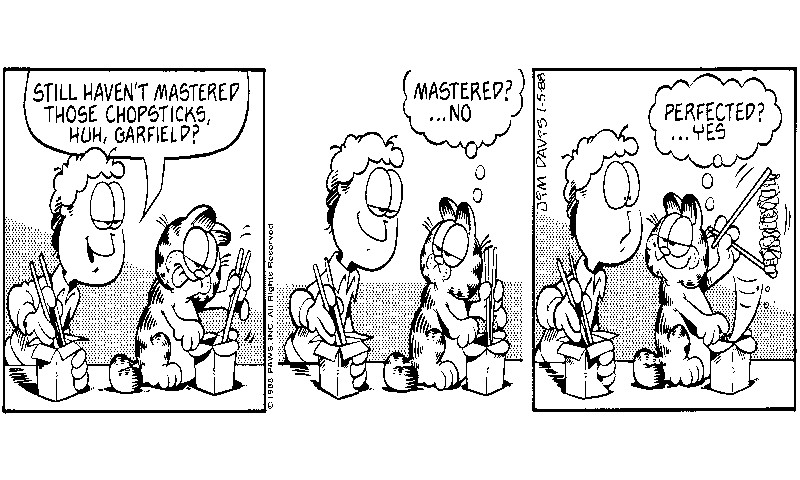 STILL HAVEN'T MASTERED
THOSE CHOPSTICKS,
HUH, GARFIELD?
© 1988 PAWS, INC. All Rights Reserved
MASTERED?
...NO
JIM DAVIS 1-5-88
PERFECTED?
...YES